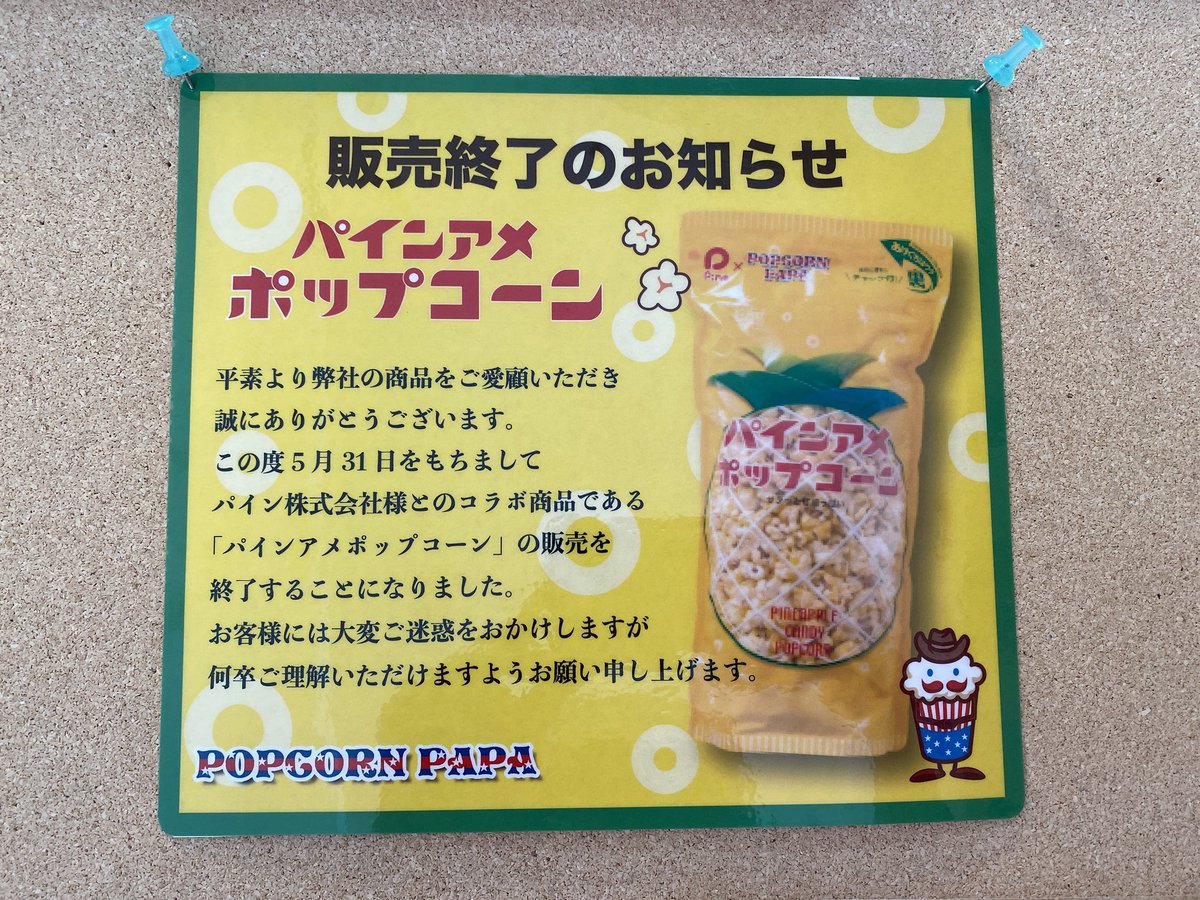 販売終了のお知らせ
パインアメ
ポップコーン
平素より弊社の商品をご愛顧いただき
誠にありがとうございます。
この度5月31日をもちまして
パイン株式会社様とのコラボ商品である
「パインアメポップコーン」の販売を
終了することになりました。
お客様には大変ご迷惑をおかけしますが
何卒ご理解いただけますようお願い申し上げます。
POPCORN PAPA
Pine × POPCORN PAPA
パインアメ
ポップコーン
PINEAPPLE
CANDY
POPCORN